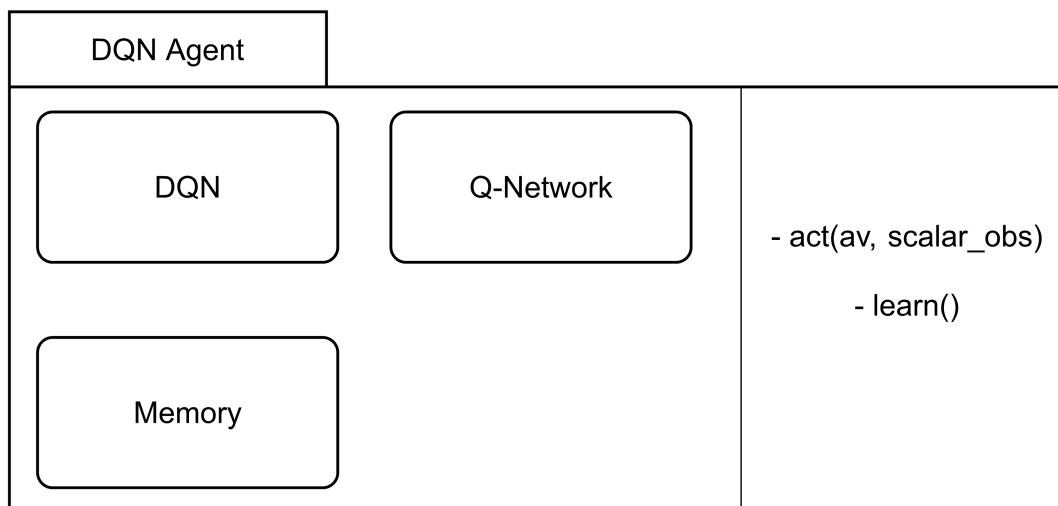 DQN Agent
DQN
Q-Network
- act(av, scalar_obs)
- learn()
Memory